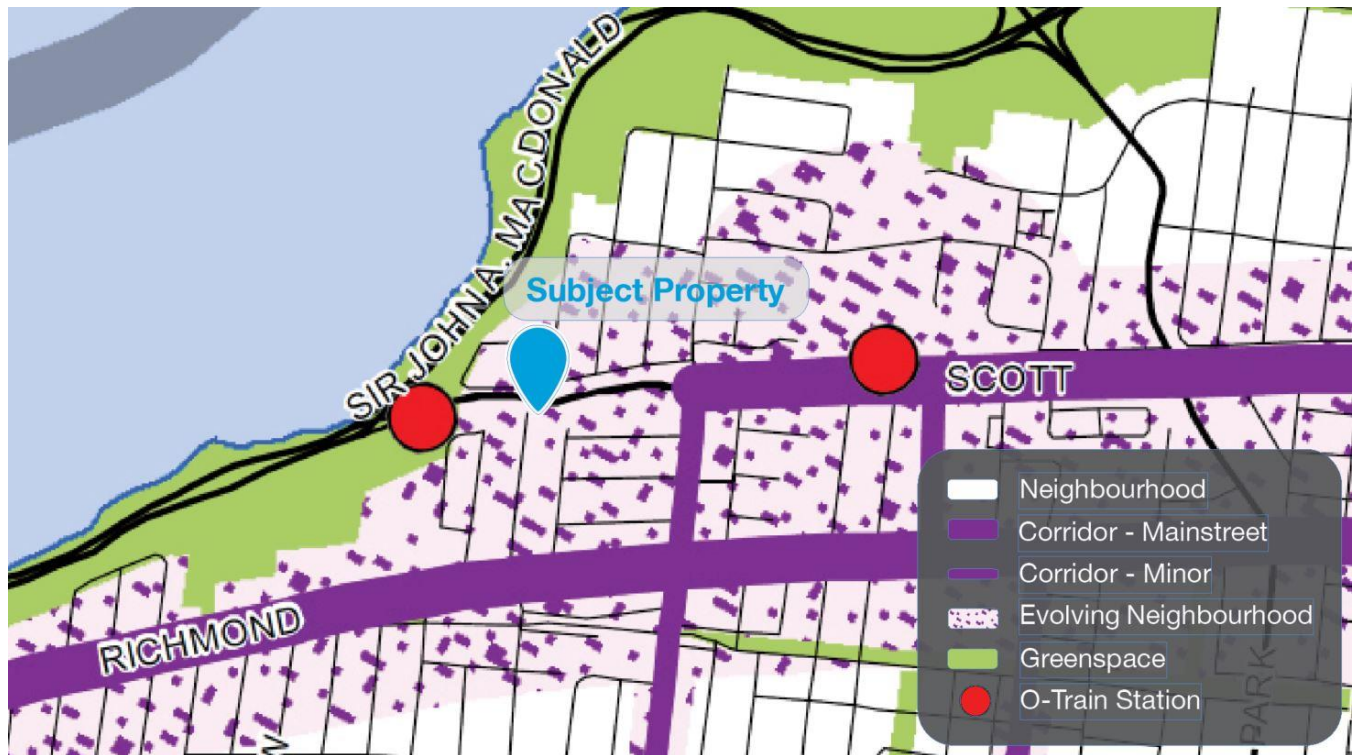 SIR JOHN A. MACDONALD
Subject Property
SCOTT
RICHMOND
Neighbourhood
Corridor - Mainstreet
Corridor - Minor
Evolving Neighbourhood
Greenspace
O-Train Station
PARK
W